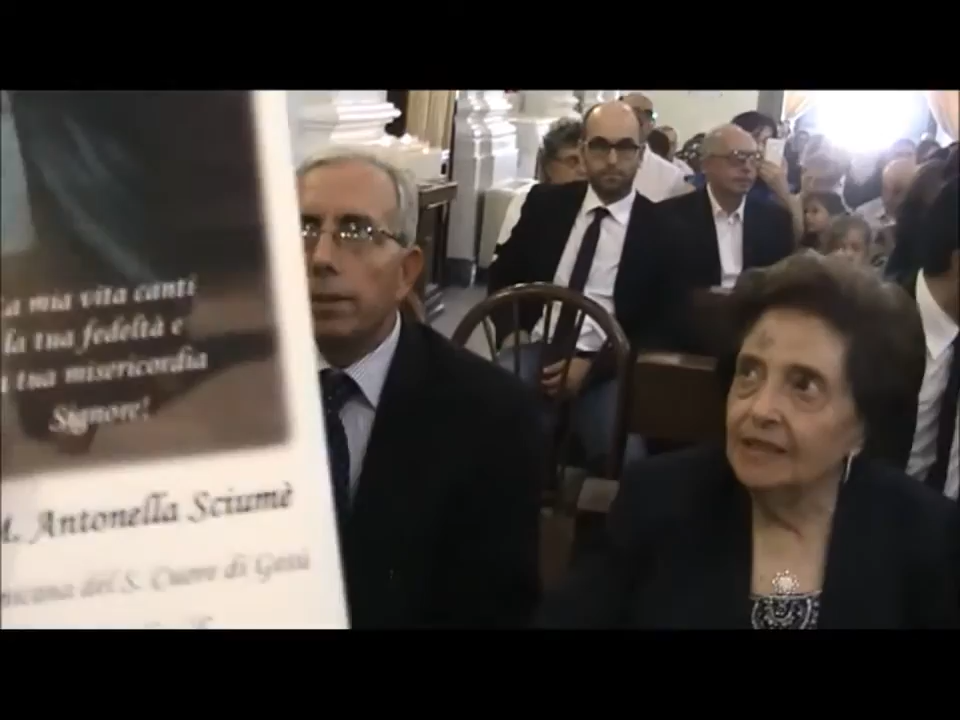 a mia vita canti
la tua fedeltà e
tua misericordia
Signore!
M. Antonella Sciumè
del S. Cuore di Gesù